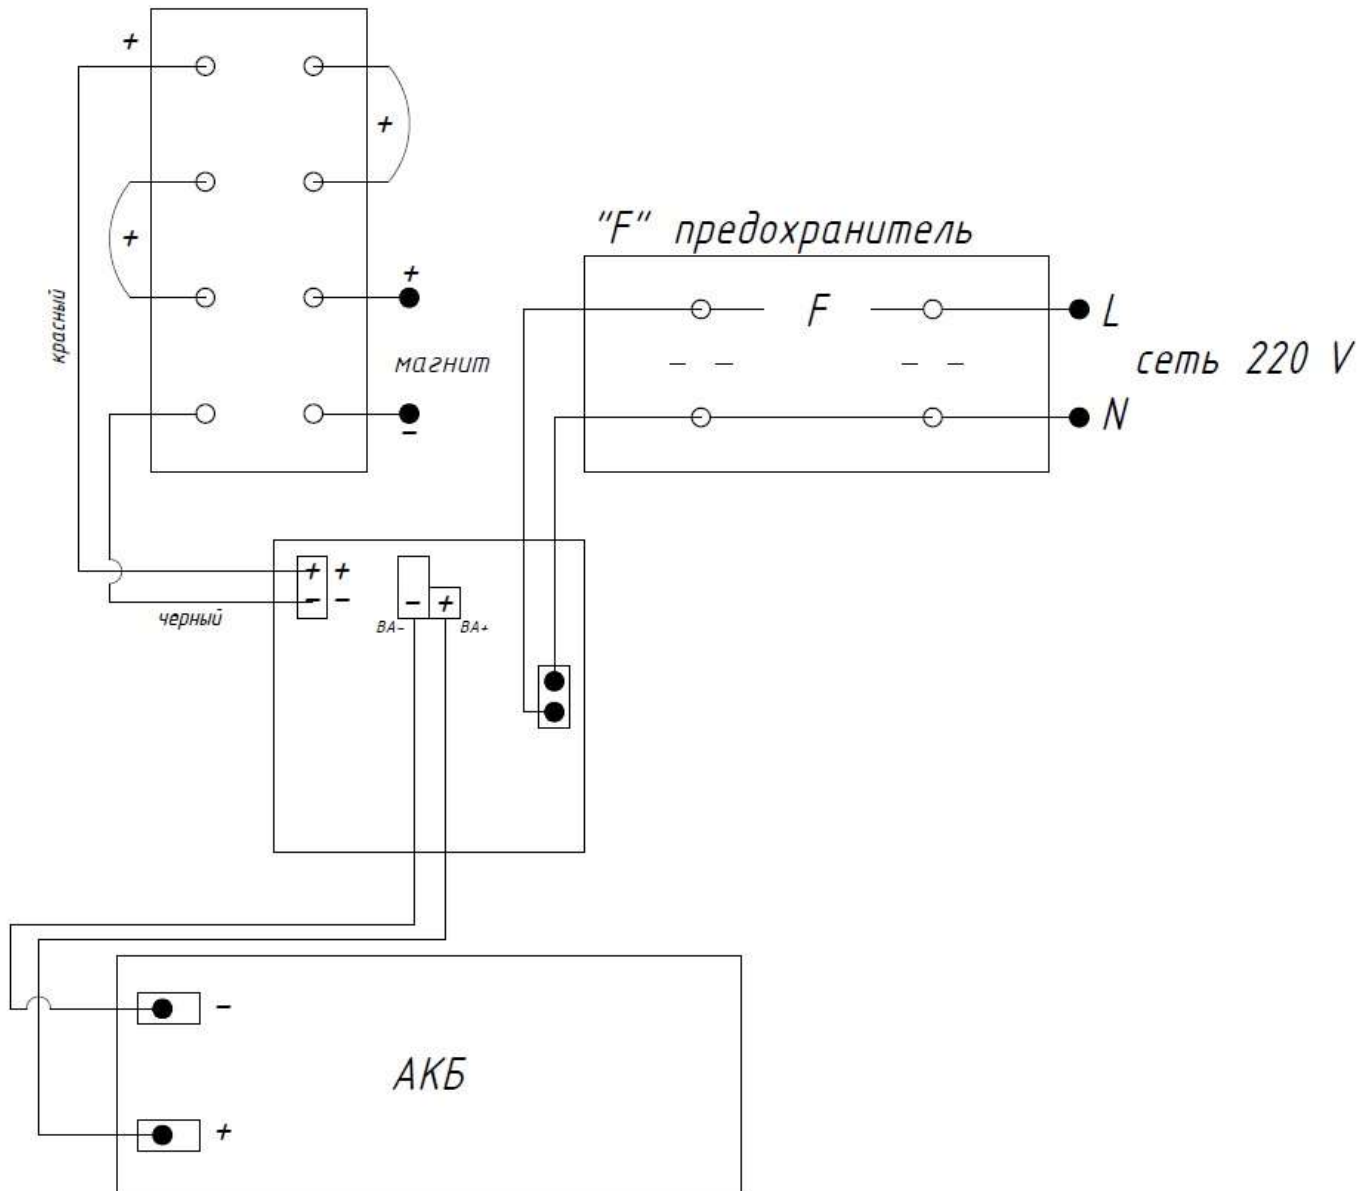 +
+
+
красный
+
магнит
-
"F" предохранитель
F
L
сеть 220 V
N
+ +
- -
- +
BA- BA+
черный
-
АКБ
+